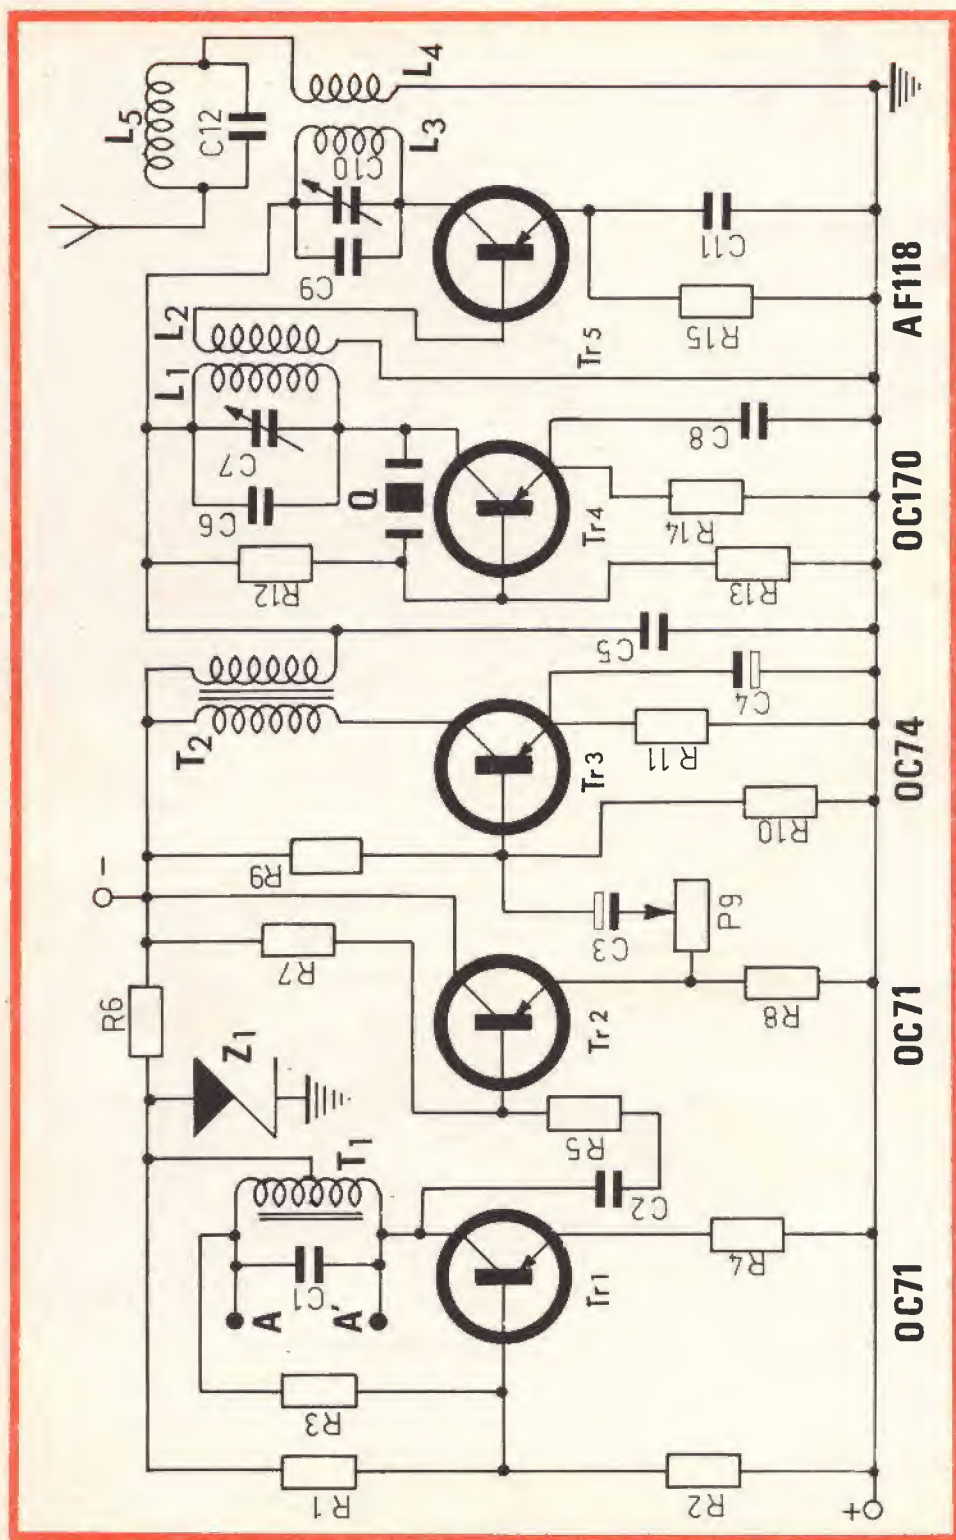 L5
C12
L4
L3
C10
C9
L2
L1
C7
C6
Q
R12
T2
R9
−
R7
R6
Z1
T1
C1
A
A'
R3
R1
Tr5
C11
R15
Tr4
C8
R14
R13
C5
C4
Tr3
R11
R10
C3
P9
Tr2
R8
R5
C2
Tr1
R4
R2
+
OC71
OC71
OC74
OC170
AF118